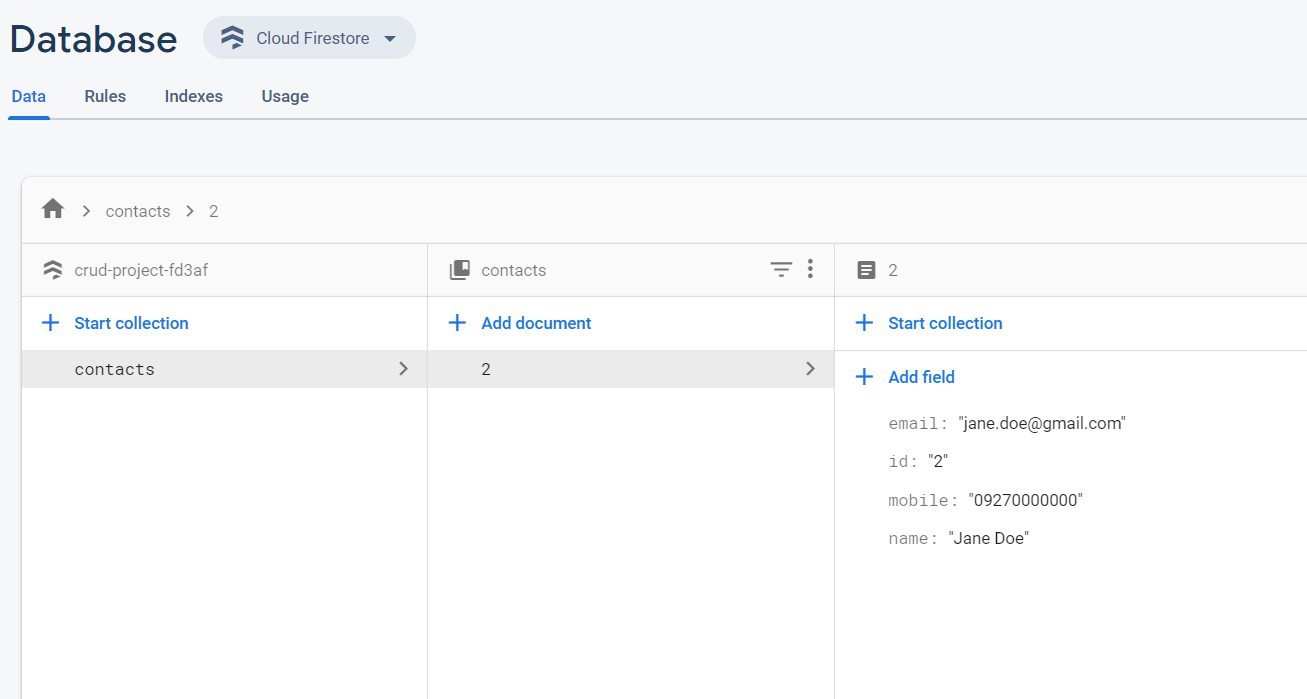 Database Cloud Firestore
Data Rules Indexes Usage
contacts 2
crud-project-fd3af contacts 2
Start collection Add document Start collection
contacts 2
Add field
email: "jane.doe@gmail.com"
id: "2"
mobile: "09270000000"
name: "Jane Doe"